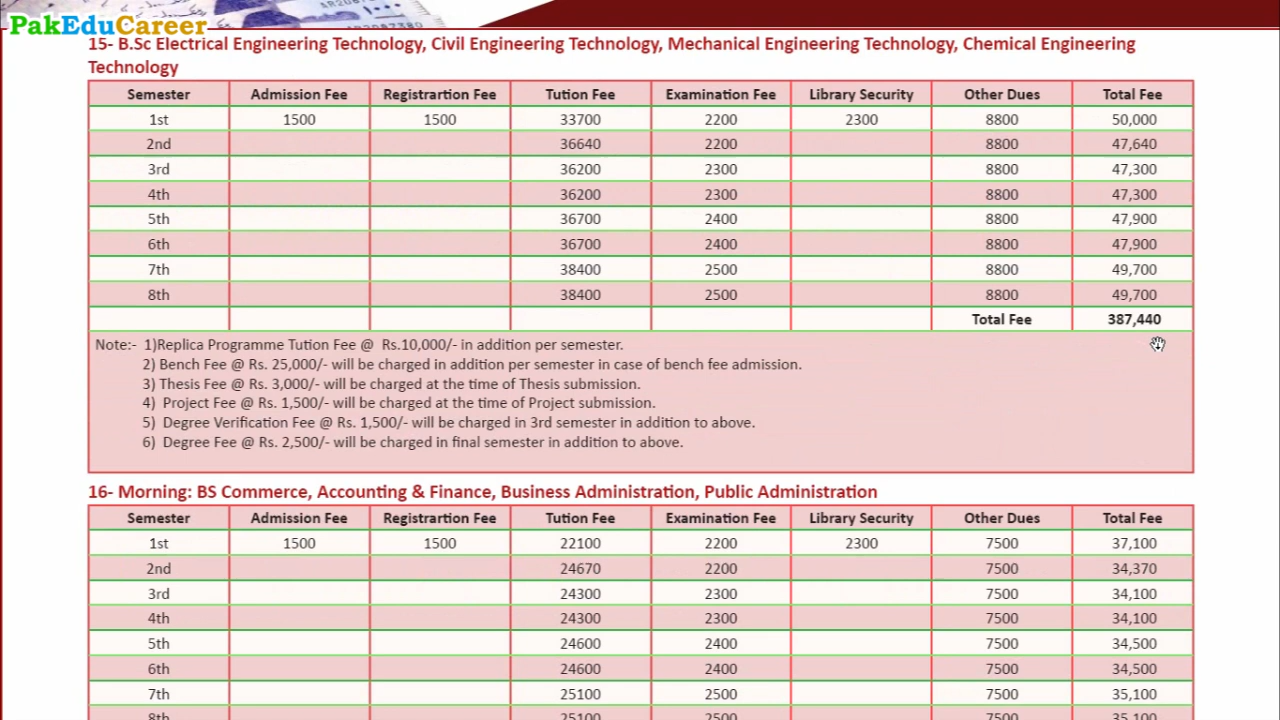 PakEduCareer
15- B.Sc Electrical Engineering Technology, Civil Engineering Technology, Mechanical Engineering Technology, Chemical Engineering
Technology
Semester Admission Fee Registrartion Fee Tution Fee Examination Fee Library Security Other Dues Total Fee
1st 1500 1500 33700 2200 2300 8800 50,000
2nd 36640 2200 8800 47,640
3rd 36200 2300 8800 47,300
4th 36200 2300 8800 47,300
5th 36700 2400 8800 47,900
6th 36700 2400 8800 47,900
7th 38400 2500 8800 49,700
8th 38400 2500 8800 49,700
Total Fee 387,440
Note:- 1)Replica Programme Tution Fee @ Rs.10,000/- in addition per semester.
2) Bench Fee @ Rs. 25,000/- will be charged in addition per semester in case of bench fee admission.
3) Thesis Fee @ Rs. 3,000/- will be charged at the time of Thesis submission.
4) Project Fee @ Rs. 1,500/- will be charged at the time of Project submission.
5) Degree Verification Fee @ Rs. 1,500/- will be charged in 3rd semester in addition to above.
6) Degree Fee @ Rs. 2,500/- will be charged in final semester in addition to above.
16- Morning: BS Commerce, Accounting & Finance, Business Administration, Public Administration
Semester Admission Fee Registrartion Fee Tution Fee Examination Fee Library Security Other Dues Total Fee
1st 1500 1500 22100 2200 2300 7500 37,100
2nd 24670 2200 7500 34,370
3rd 24300 2300 7500 34,100
4th 24300 2300 7500 34,100
5th 24600 2400 7500 34,500
6th 24600 2400 7500 34,500
7th 25100 2500 7500 35,100
8th 25100 2500 7500 35,100